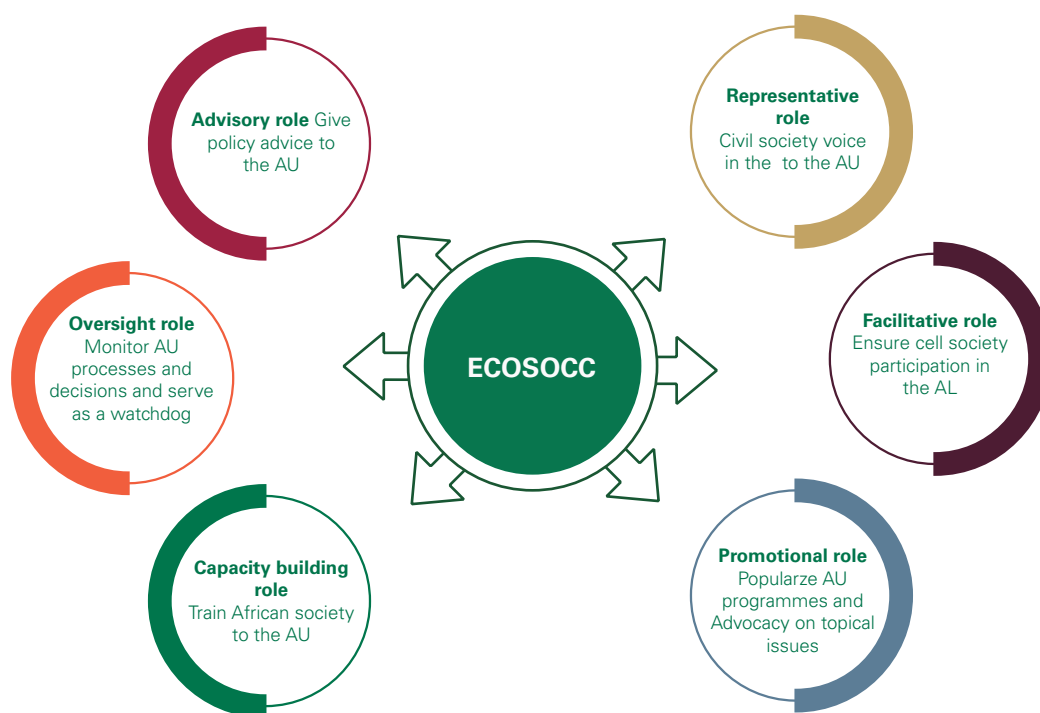 Advisory role Give
policy advice to
the AU
Representative
role
Civil society voice
in the to the AU
Oversight role
Monitor AU
processes and
decisions and serve
as a watchdog
ECOSOCC
Facilitative role
Ensure cell society
participation in
the AL
Capacity building
role
Train African society
to the AU
Promotional role
Popularze AU
programmes and
Advocacy on topical
issues